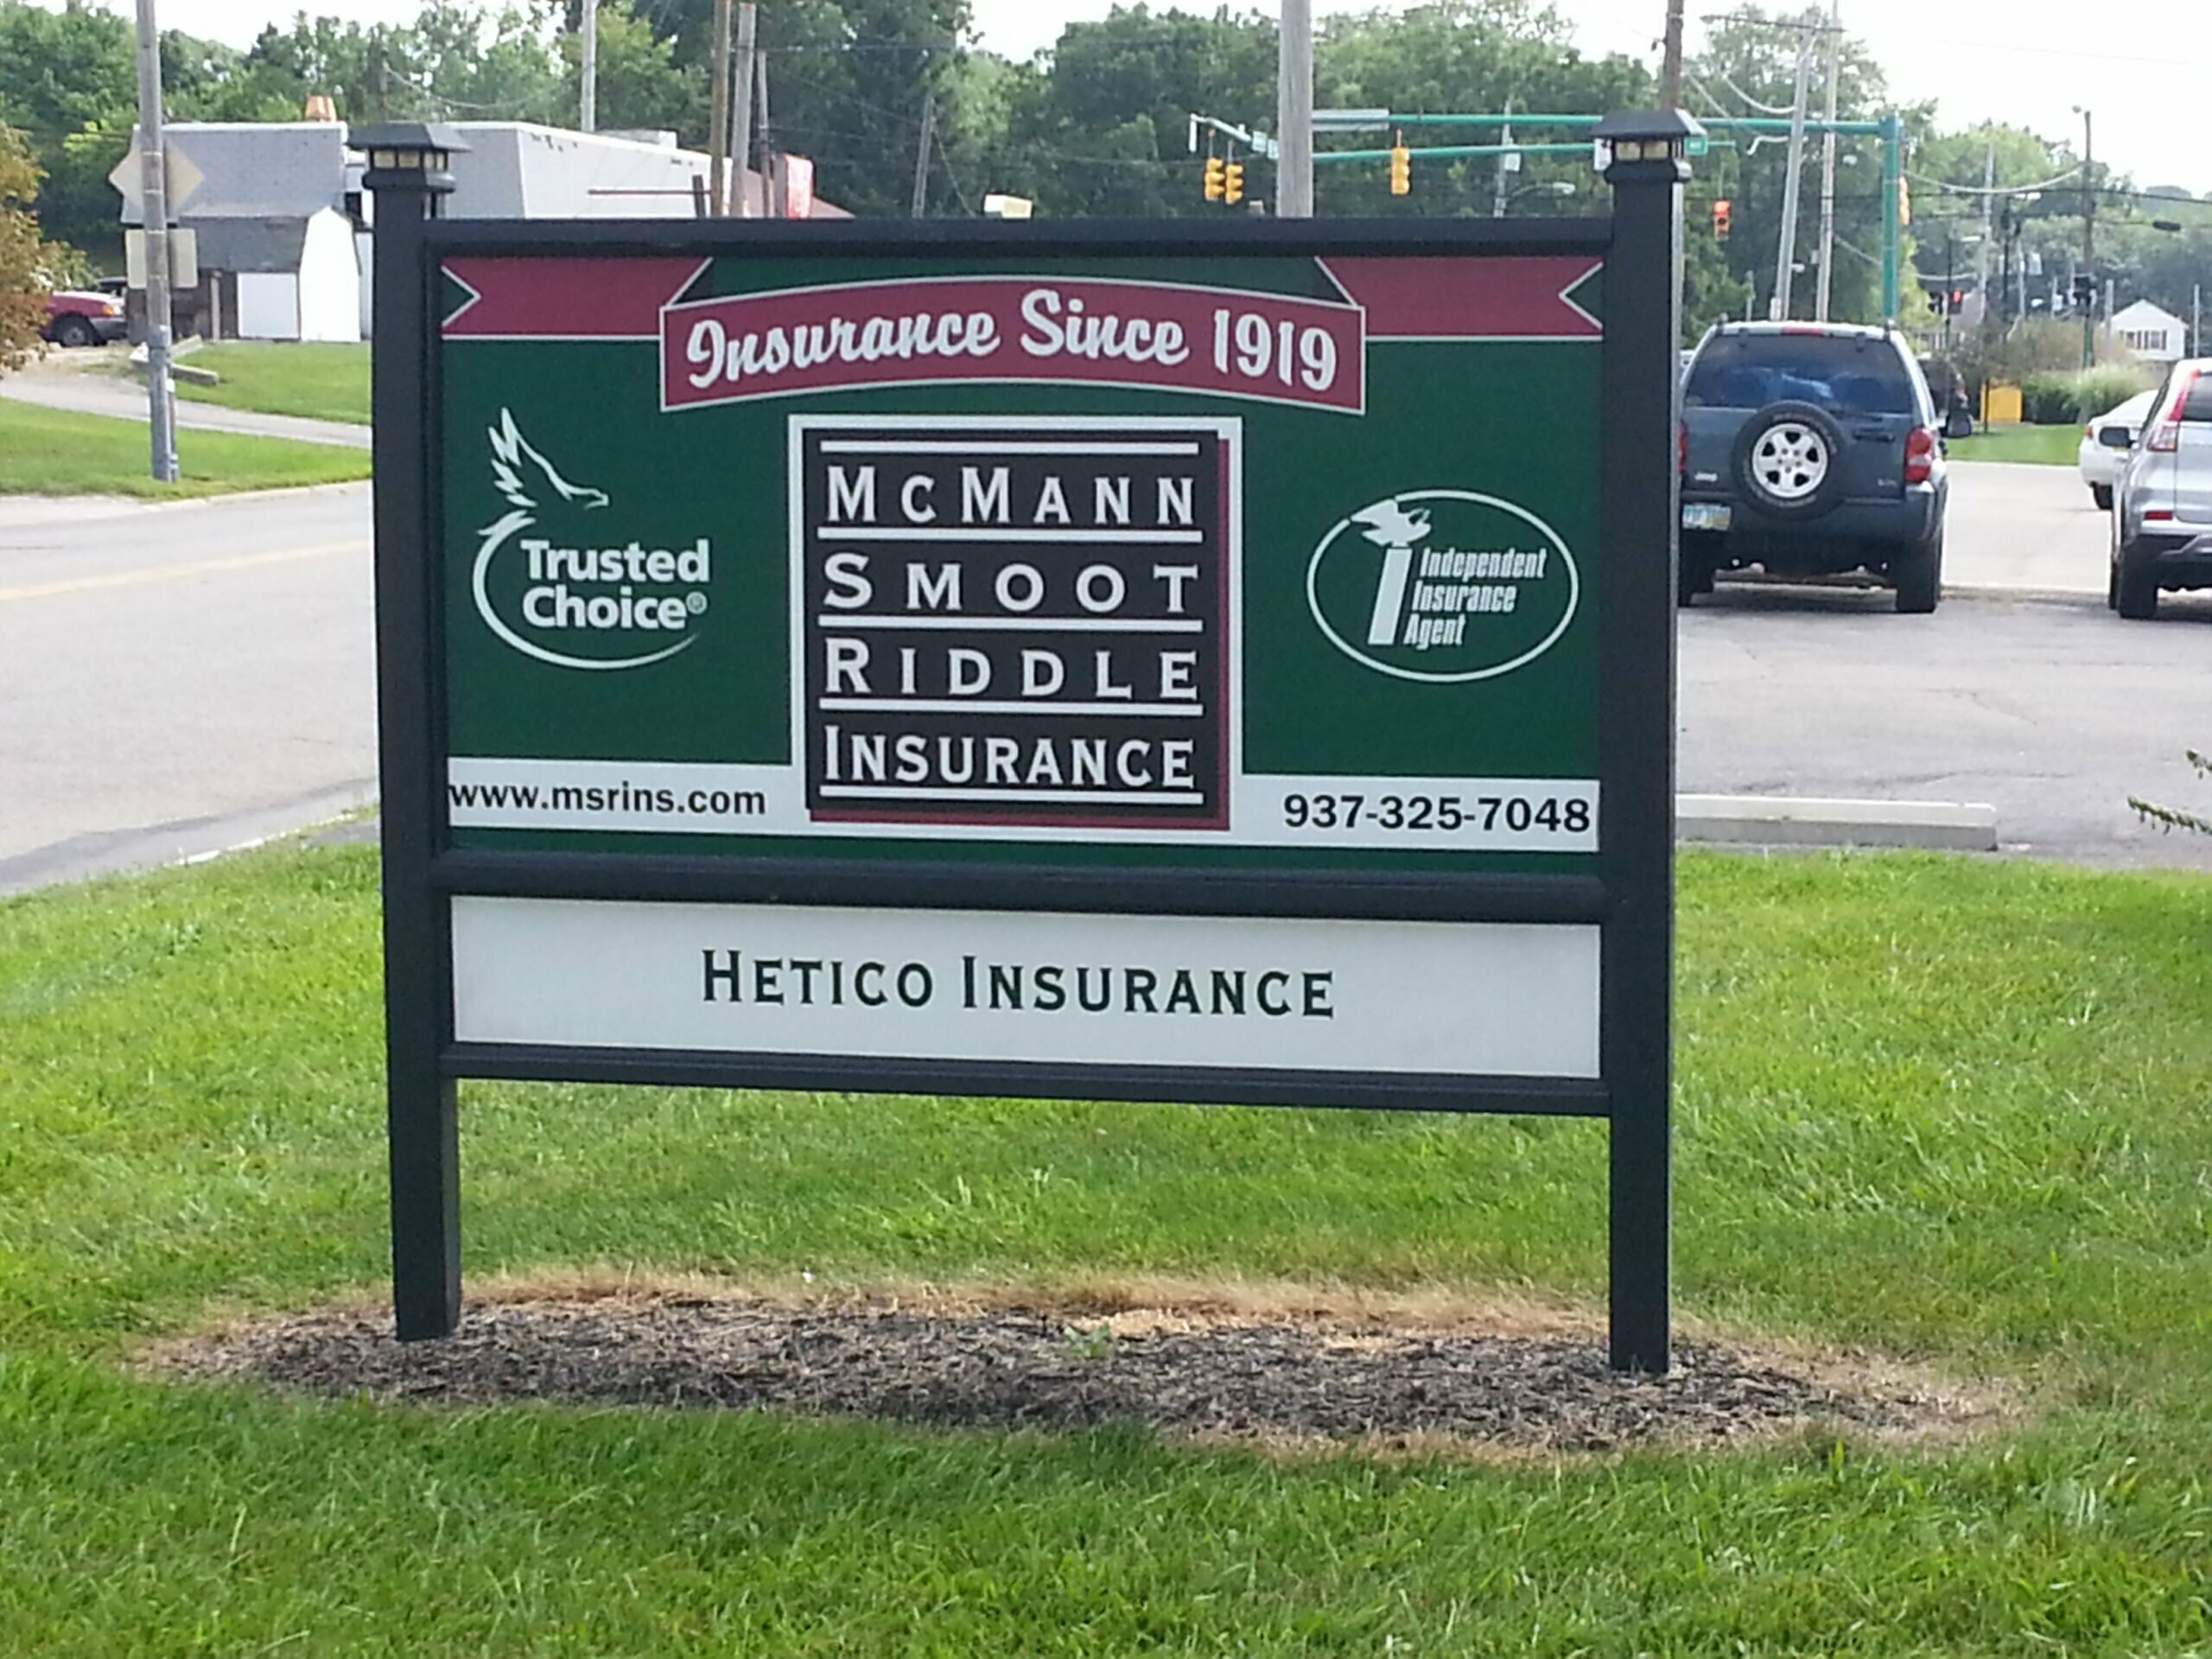 Insurance Since 1919
Trusted
Choice®
McMann
Smoot
Riddle
Insurance
Independent
Insurance
Agent
www.msrins.com
937-325-7048
Hetico Insurance
Jeep